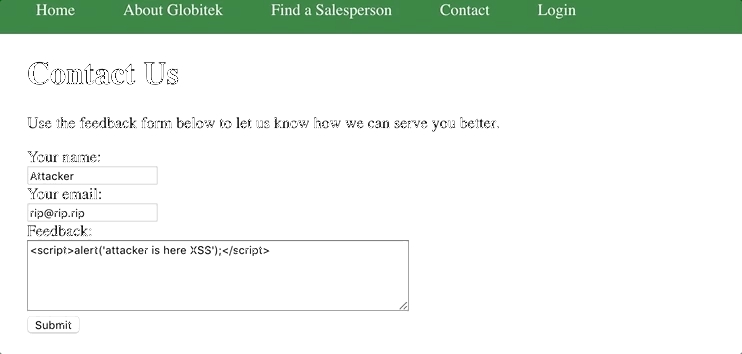 Home About Globitek Find a Salesperson Contact Login
Contact Us
Use the feedback form below to let us know how we can serve you better.
Your name:
Attacker
Your email:
rip@rip.rip
Feedback:
<script>alert('attacker is here XSS');</script>
Submit